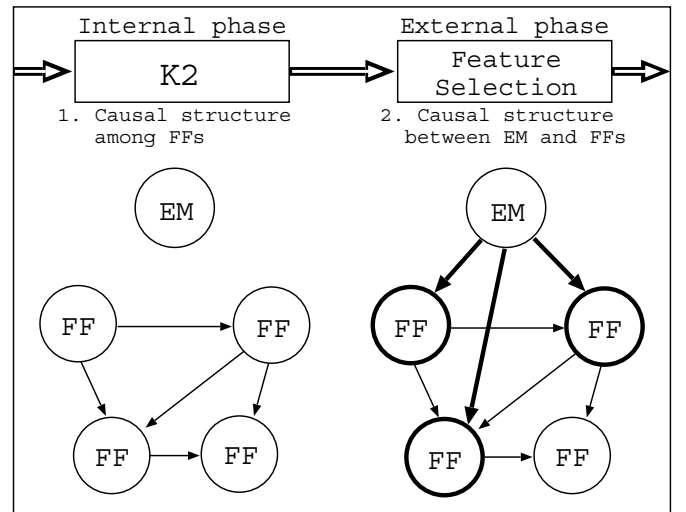 Internal phase
External phase
K2
Feature
Selection
1. Causal structure
among FFs
2. Causal structure
between EM and FFs
EM
EM
FF
FF
FF
FF
FF
FF
FF
FF